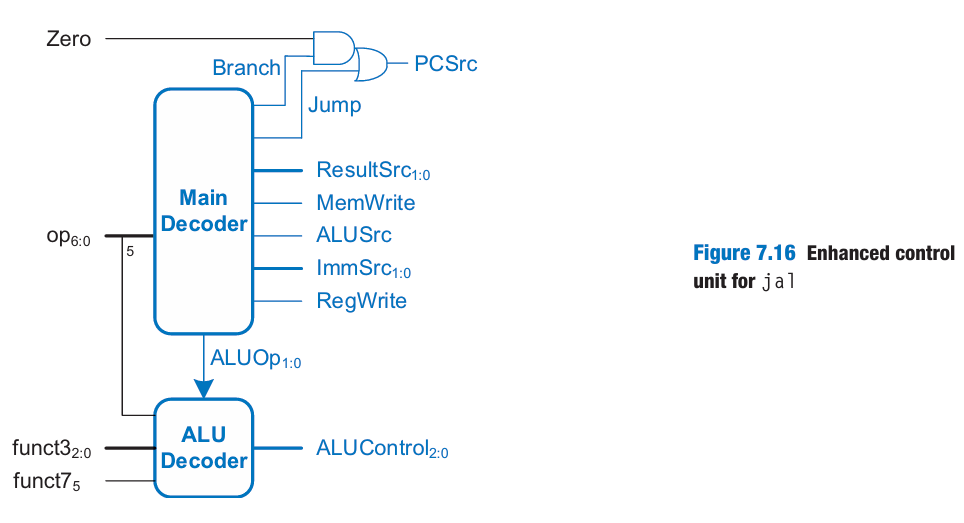 Zero
Branch
PCSrc
Jump
Main
Decoder
ResultSrc1:0
MemWrite
ALUSrc
ImmSrc1:0
RegWrite
op6:0
5
ALUOp1:0
ALU
Decoder
funct32:0
funct75
ALUControl2:0
Figure 7.16 Enhanced control
unit for jal